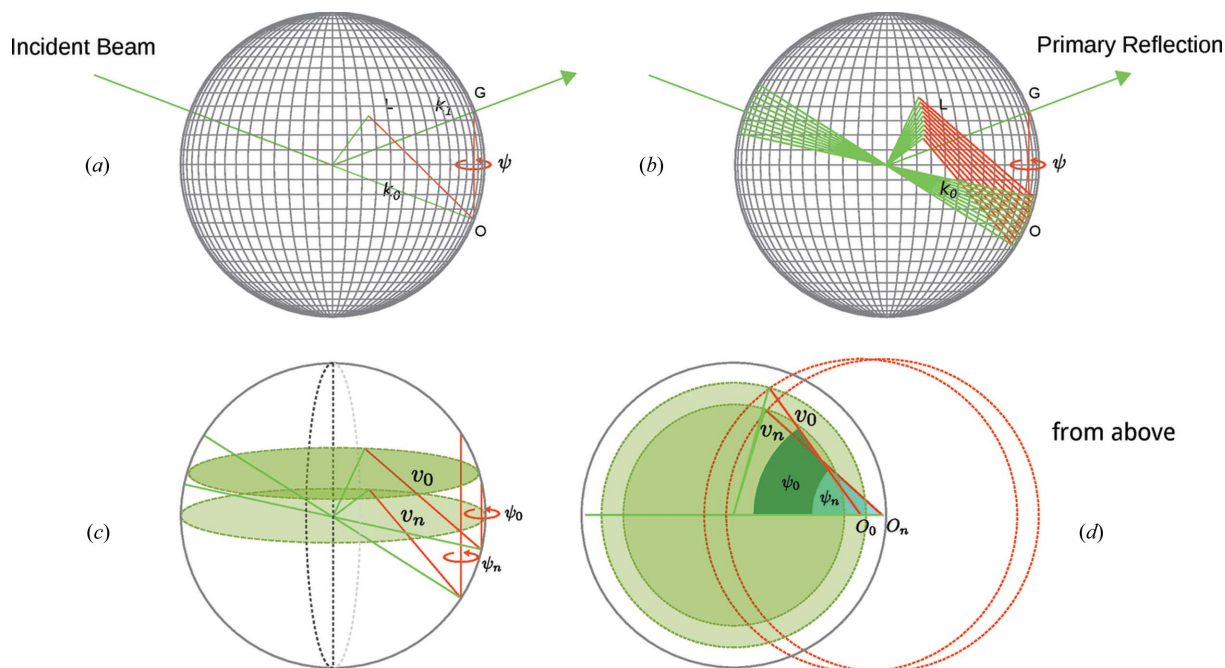 Incident Beam
L
K₁
G
(a)
ψ
K₀
O
Primary Reflection
L
G
(b)
ψ
K₀
O
v₀
vₙ
ψ₀
(c)
ψₙ
from above
v₀
vₙ
ψ₀
ψₙ
O₀ Oₙ
(d)